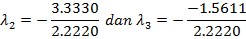 λ₂ = −3.3330/2.2220 dan λ₃ = −−1.5611/2.2220